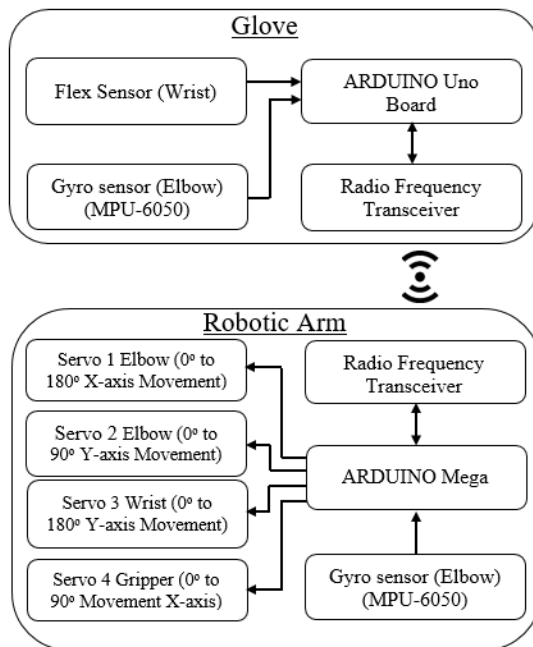 Glove
Flex Sensor (Wrist)
ARDUINO Uno
Board
Gyro sensor (Elbow)
(MPU-6050)
Radio Frequency
Transceiver
Robotic Arm
Servo 1 Elbow (0º to
180º X-axis Movement)
Radio Frequency
Transceiver
Servo 2 Elbow (0º to
90º Y-axis Movement)
ARDUINO Mega
Servo 3 Wrist (0º to
180º Y-axis Movement)
Servo 4 Gripper (0º to
90º Movement X-axis)
Gyro sensor (Elbow)
(MPU-6050)